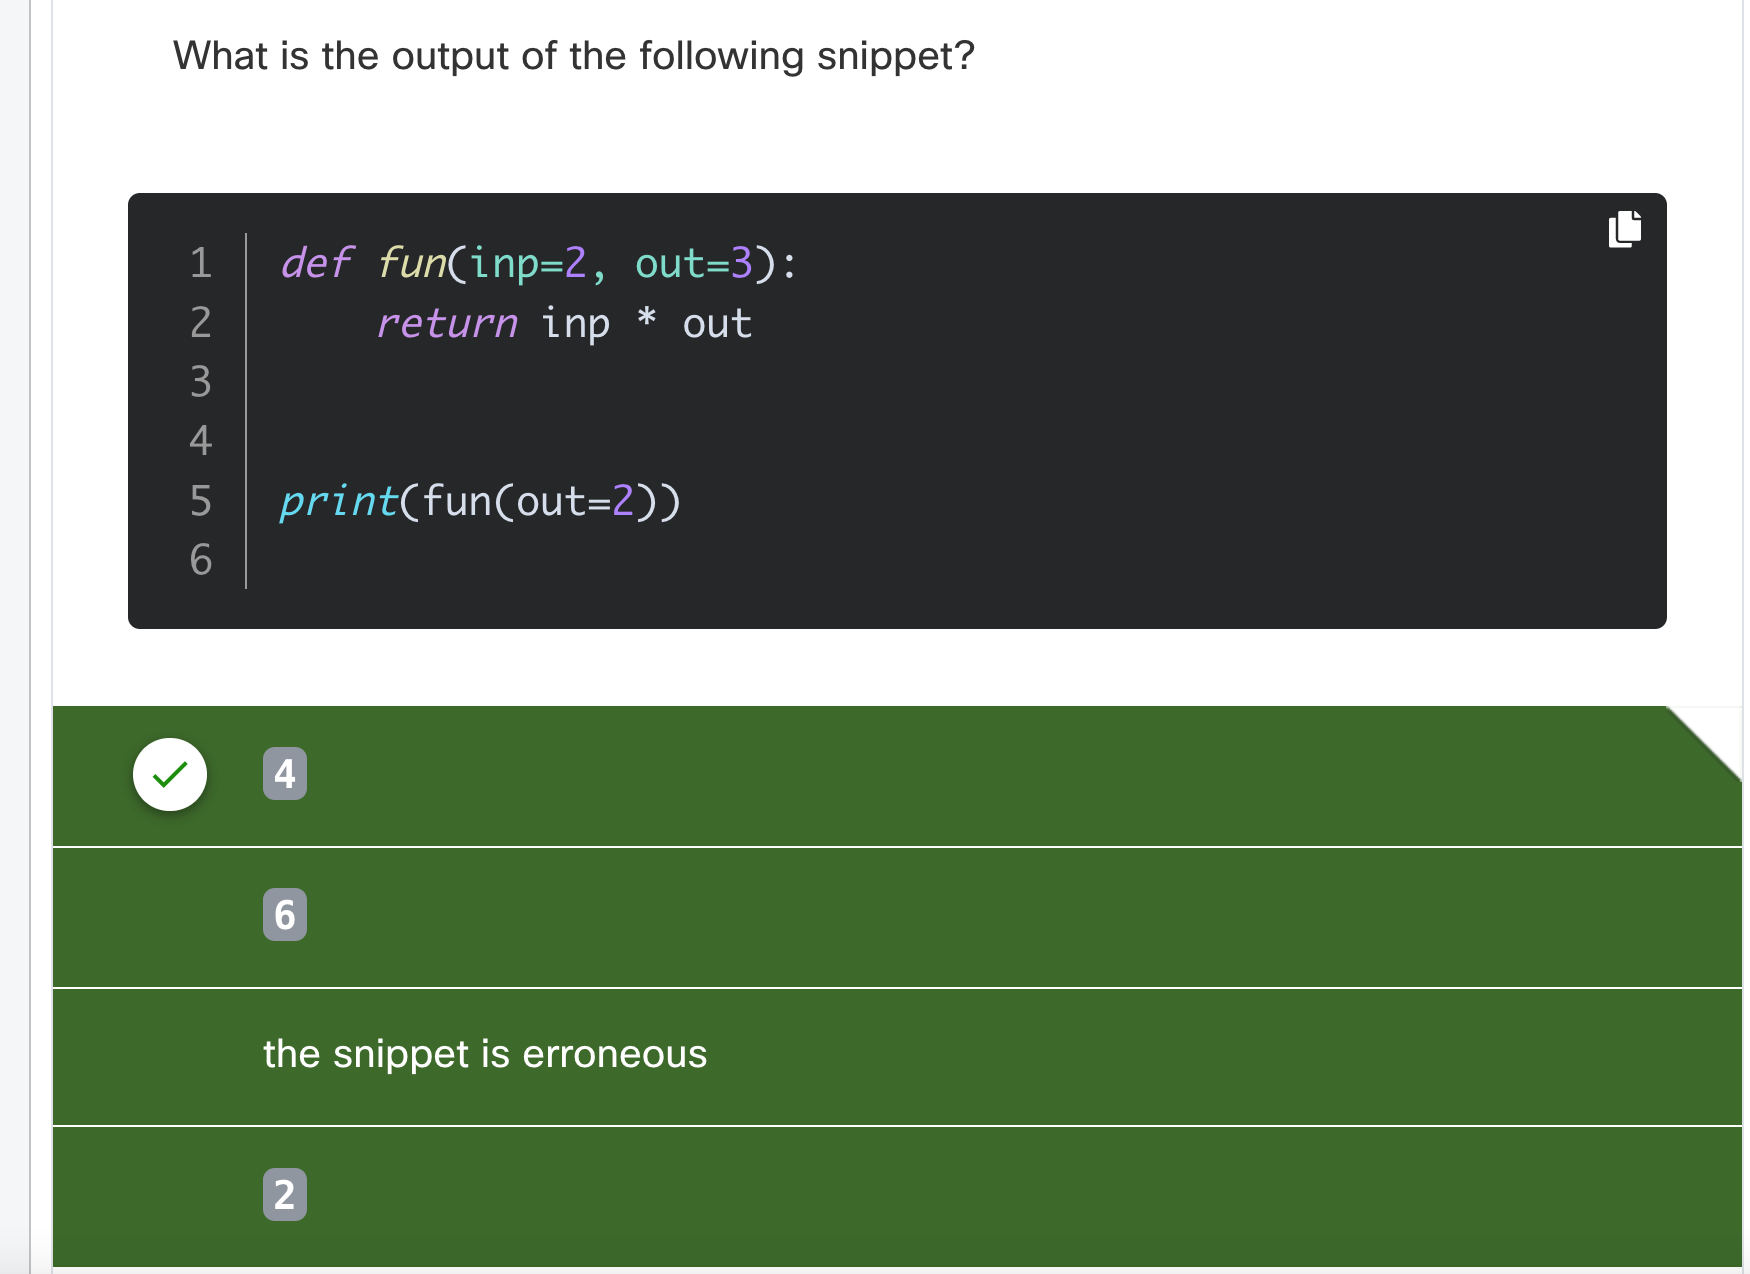 What is the output of the following snippet?
1 def fun(inp=2, out=3):
2     return inp * out
3
4
5 print(fun(out=2))
6
4
6
the snippet is erroneous
2